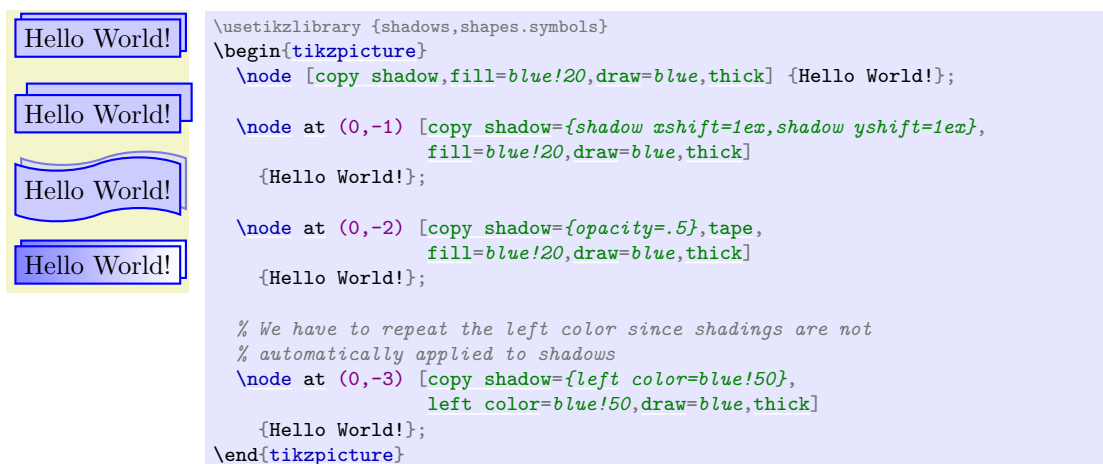 Hello World!
Hello World!
Hello World!
Hello World!
\usetikzlibrary {shadows,shapes.symbols}
\begin{tikzpicture}
  \node [copy shadow,fill=blue!20,draw=blue,thick] {Hello World!};

  \node at (0,-1) [copy shadow={shadow xshift=1ex,shadow yshift=1ex},
                   fill=blue!20,draw=blue,thick]
    {Hello World!};

  \node at (0,-2) [copy shadow={opacity=.5},tape,
                   fill=blue!20,draw=blue,thick]
    {Hello World!};

  % We have to repeat the left color since shadings are not
  % automatically applied to shadows
  \node at (0,-3) [copy shadow={left color=blue!50},
                   left color=blue!50,draw=blue,thick]
    {Hello World!};
\end{tikzpicture}